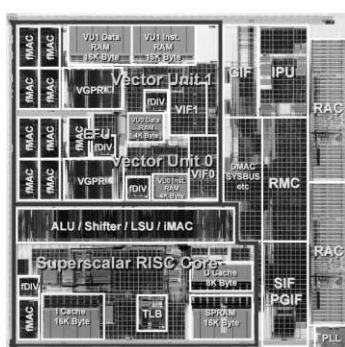 VU1 Data
RAM
16K Byte
VU1 Inst.
RAM
16K Byte
fMAC
fMAC
fMAC
fMAC
Vector Unit 1
VGPR
fDIV
VIF1
GIF
IPU
RAC
fMAC
fMAC
fMAC
EFU
fDIV
VU0 Data
RAM
4K Byte
fMAC
fMAC
Vector Unit 0
VIF0
VGPR
fDIV
VU0 Inst.
RAM
4K Byte
fMAC
fMAC
DMAC
SYSBUS
etc
RMC
ALU / Shifter / LSU / iMAC
Superscalar RISC Core
RAC
fDIV
D Cache
8K Byte
SIF
PGIF
fMAC
I Cache
16K Byte
TLB
SPRAM
16K Byte
PLL